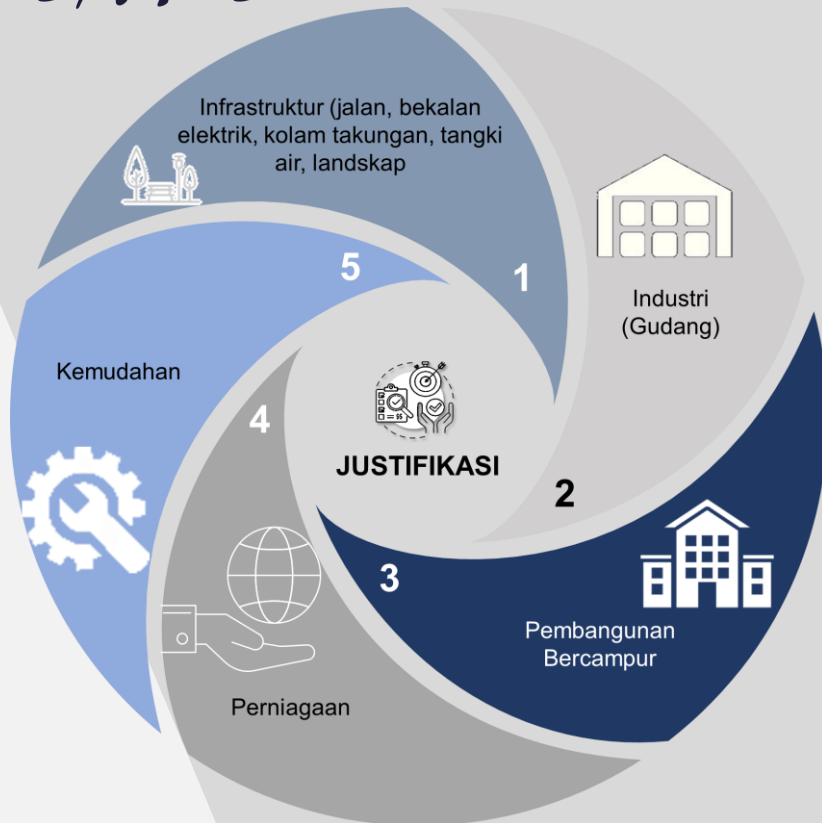 Infrastruktur (jalan, bekalan
elektrik, kolam takungan, tangki
air, landskap
1
Industri
(Gudang)
2
Pembangunan
Bercampur
3
Perniagaan
4
Kemudahan
5
JUSTIFIKASI